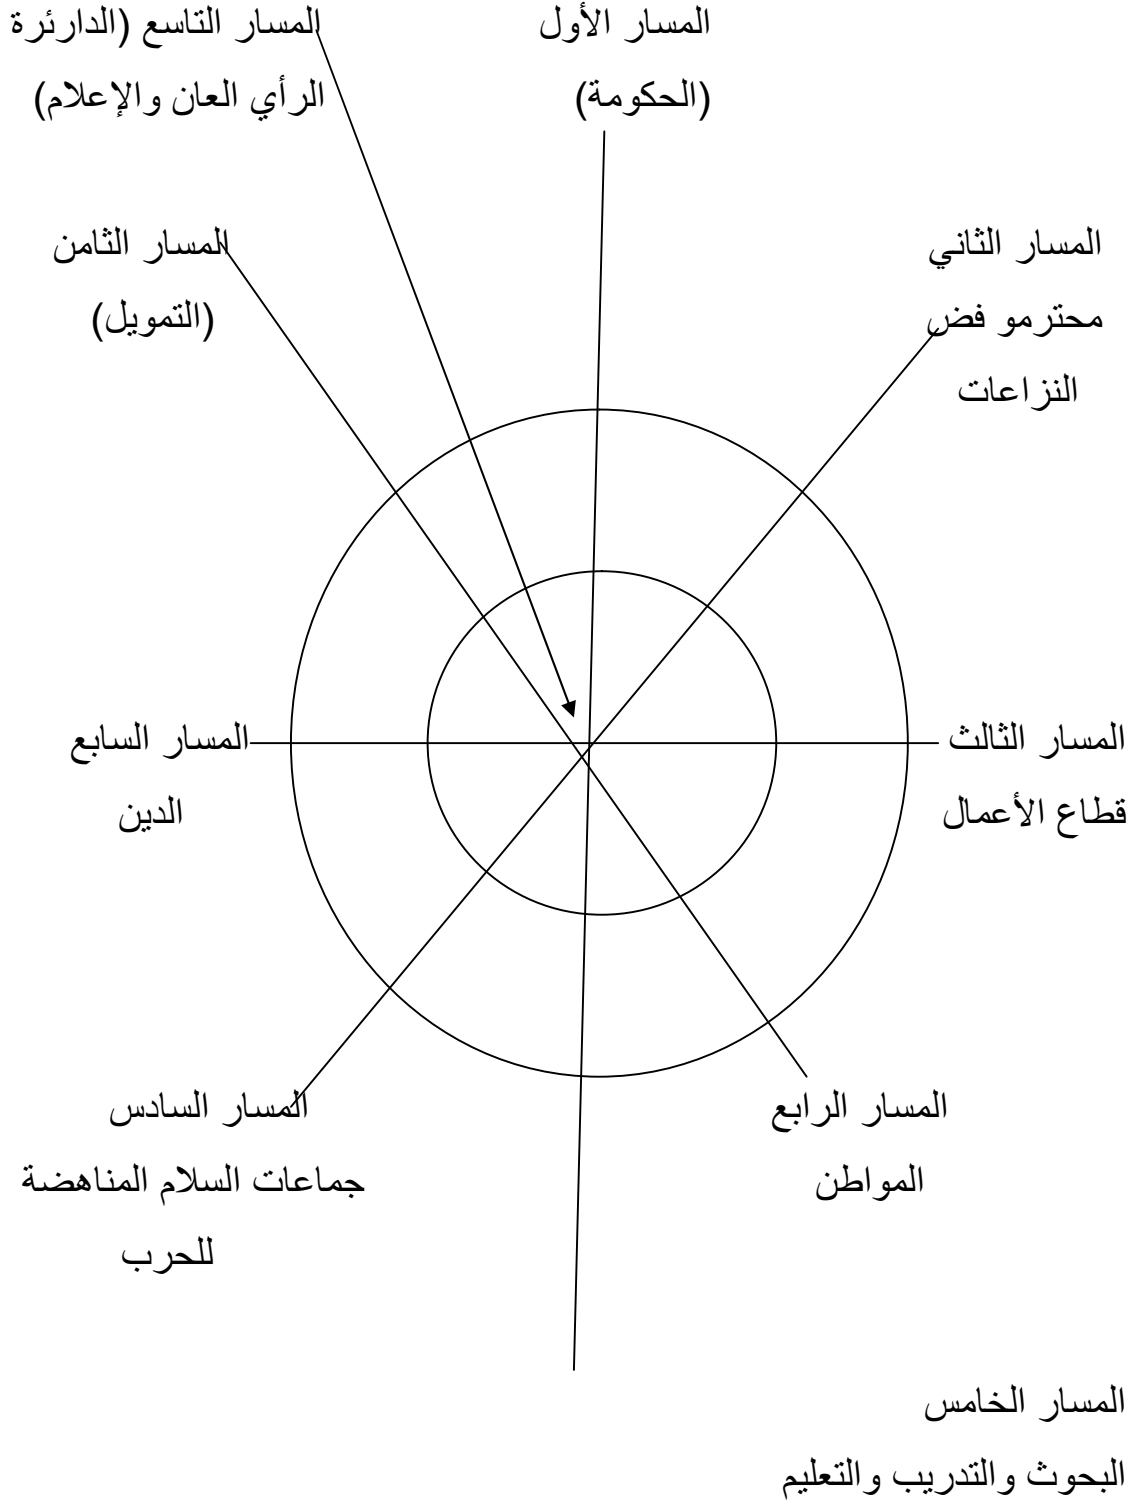 المسار الأول
(الحكومة)
المسار الثاني
محترمو فض
النزاعات
المسار الثالث
قطاع الأعمال
المسار الرابع
المواطن
المسار الخامس
البحوث والتدريب والتعليم
المسار السادس
جماعات السلام المناهضة
للحرب
المسار السابع
الدين
المسار الثامن
(التمويل)
المسار التاسع (الدارئرة
الرأي العان والإعلام)